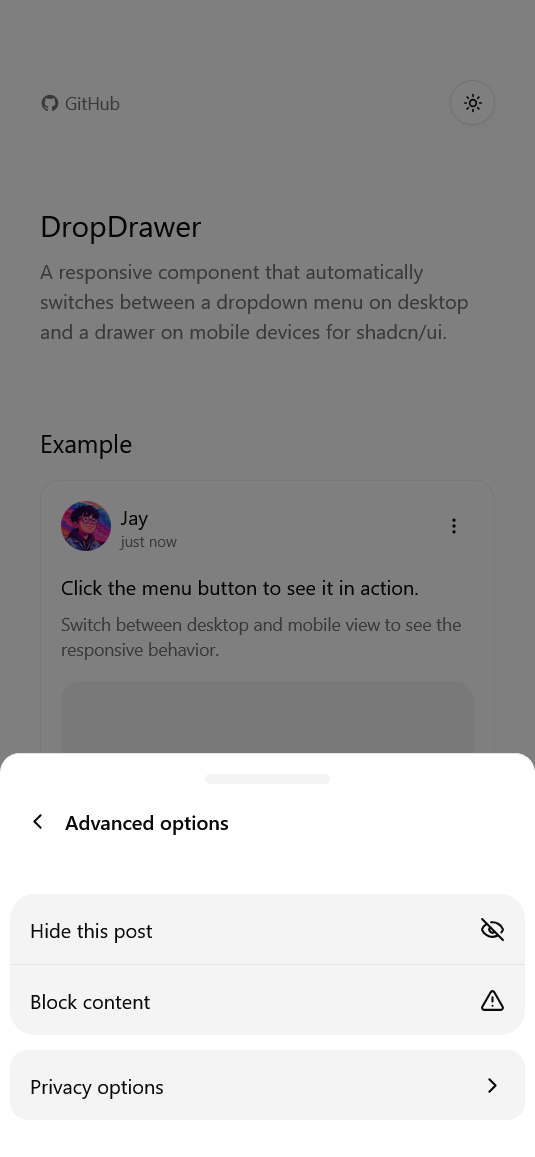 GitHub
DropDrawer
A responsive component that automatically
switches between a dropdown menu on desktop
and a drawer on mobile devices for shadcn/ui.
Example
Jay
just now
Click the menu button to see it in action.
Switch between desktop and mobile view to see the
responsive behavior.
Advanced options
Hide this post
Block content
Privacy options